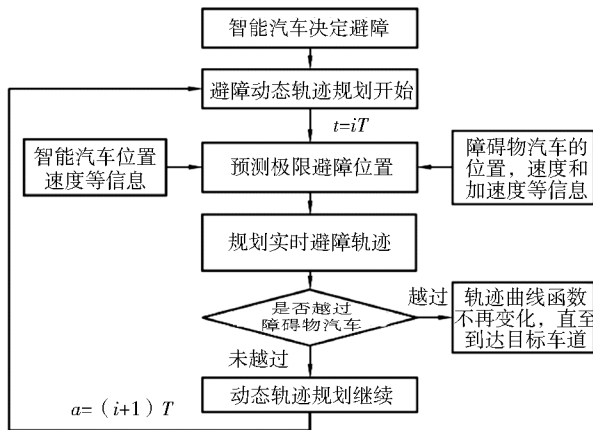 智能汽车决定避障
避障动态轨迹规划开始
t=iT
智能汽车位置
速度等信息
预测极限避障位置
障碍物汽车的
位置，速度和
加速度等信息
规划实时避障轨迹
是否越过
障碍物汽车
越过
轨迹曲线函数
不再变化，直至
到达目标车道
未越过
动态轨迹规划继续
a=（i+1）T